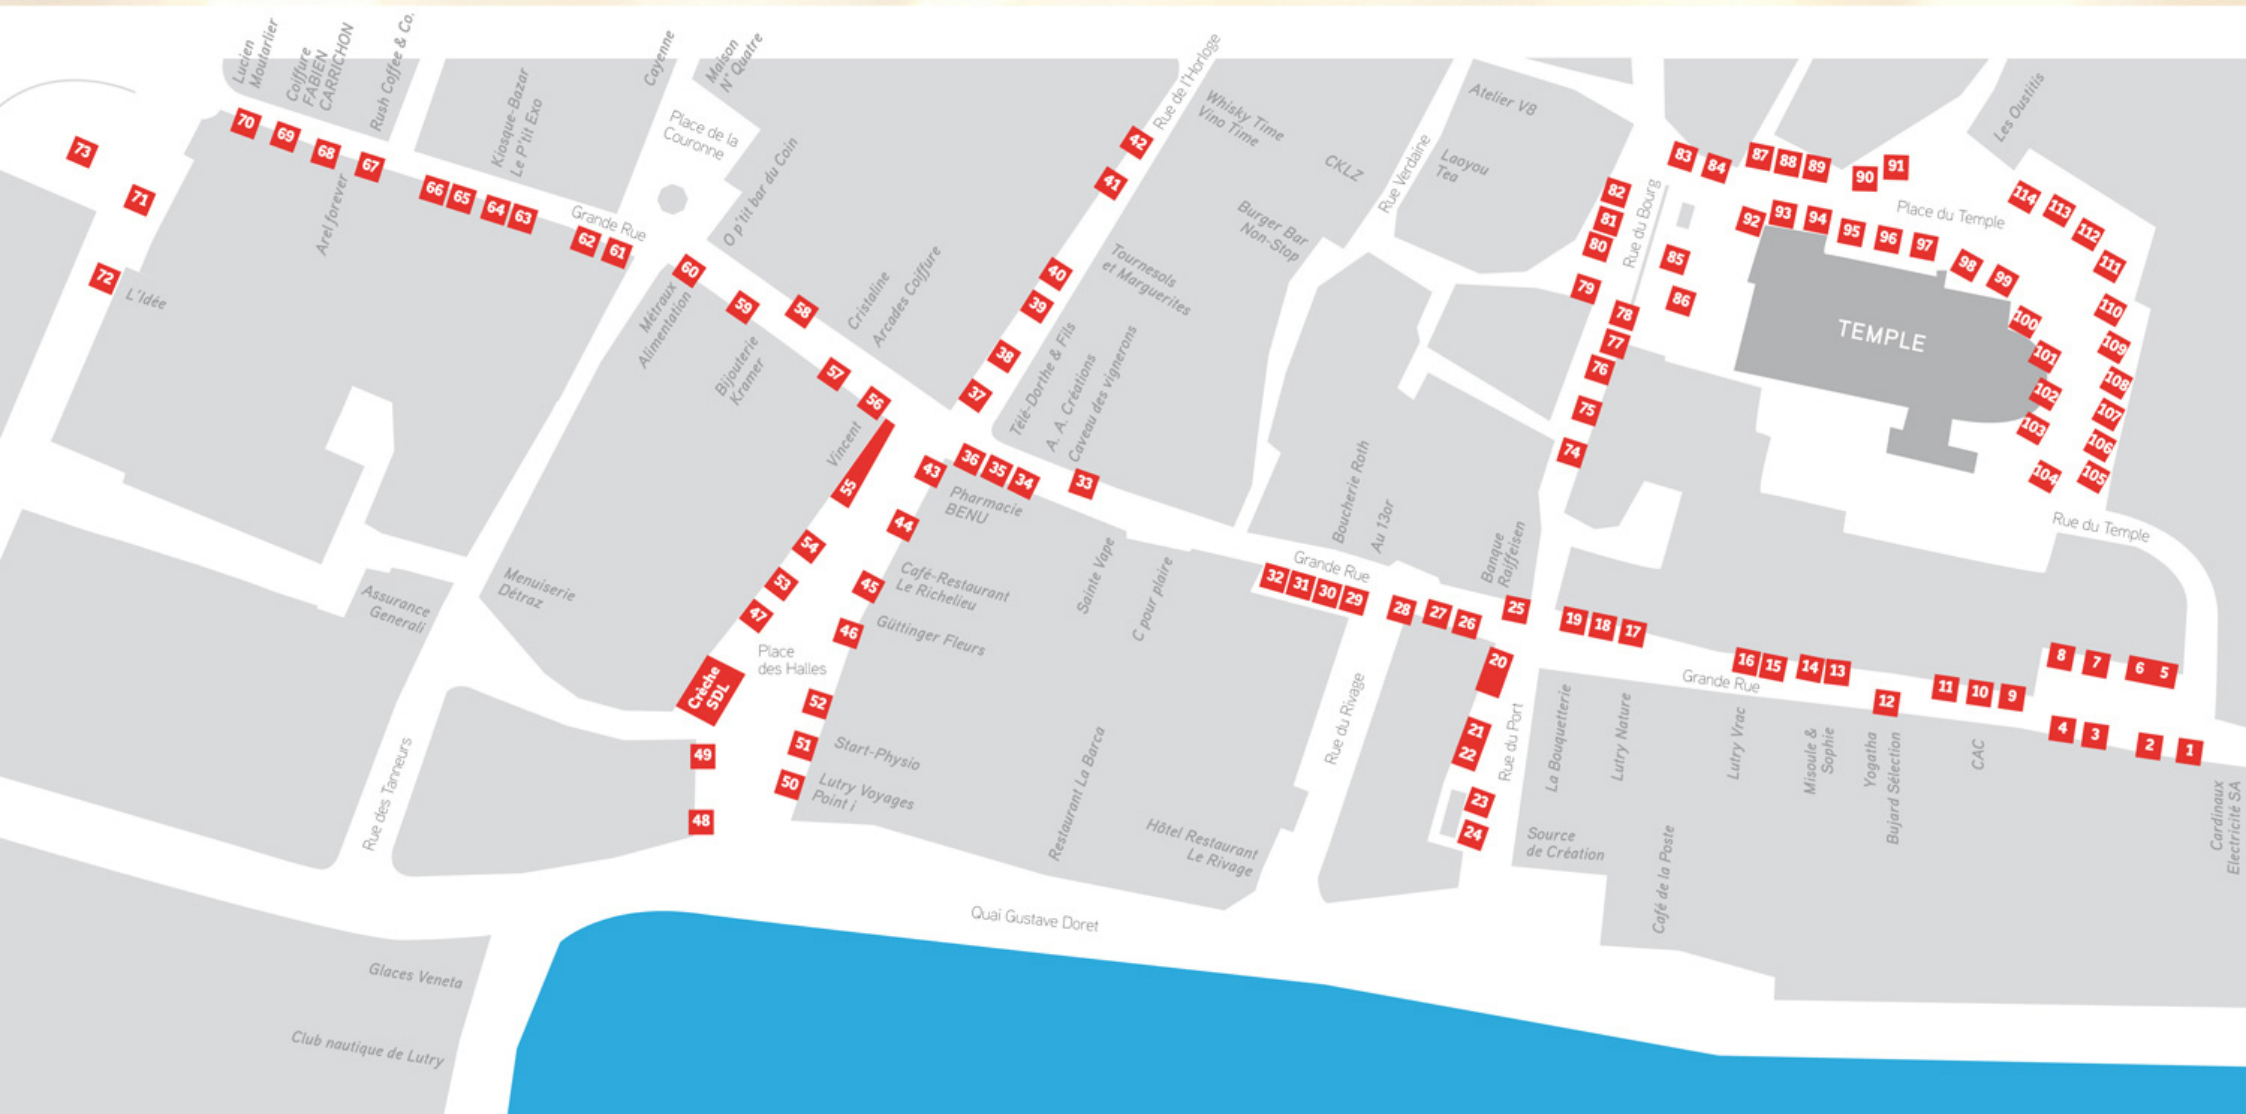 Lucien
Moutarlier
Coiffure
FABIEN
CARRICHON
Rush Coffee & Co.
Kiosque-Bazar
Le P'tit Exo
Cayenne
Maison
N° Quatre
Place de la
Couronne
O p'tit bar du Coin
Rue de l'Horloge
Whisky Time
Vino Time
CKLZ
Rue Verdaine
Atelier V8
Laoyou
Tea
Burger Bar
Non-Stop
Les Oustitis
73
71
72
L'Idée
70
69
68
67
Arel forever
66
65
64
63
Grande Rue
62
61
60
59
58
Métraux
Alimentation
Bijouterie
Kramer
Cristaline
Arcades Coiffure
57
56
Vincent
55
42
41
40
39
38
37
Tournesols
et Marguerites
Télé-Dorthe & Fils
A. A. Créations
Caveau des vignerons
36
35
34
33
43
Pharmacie
BENU
44
54
53
45
Café-Restaurant
Le Richelieu
47
46
Güttinger Fleurs
Place
des Halles
Crèche
SDL
52
51
Start-Physio
50
Lutry Voyages
Point i
49
48
Menuiserie
Détraz
Assurance
Generali
Rue des Tanneurs
Sainte Vape
C pour plaire
Restaurant La Barca
Hôtel Restaurant
Le Rivage
Rue du Rivage
Boucherie Roth
Au 13or
Banque
Raiffeisen
Grande Rue
32
31
30
29
28
27
26
25
20
21
22
23
24
Rue du Port
82
81
80
79
78
77
76
75
74
Rue du Bourg
83
84
85
86
87
88
89
90
91
92
93
94
95
96
97
98
99
100
101
102
103
104
Place du Temple
TEMPLE
114
113
112
111
110
109
108
107
106
105
Rue du Temple
19
18
17
16
15
14
13
Grande Rue
12
11
10
9
8
7
6
5
4
3
2
1
La Bouquetterie
Lutry Nature
Lutry Vrac
Misoule &
Sophie
Yogatha
Bujard Sélection
CAC
Cardinaux
Electricité SA
Source
de Création
Café de la Poste
Quai Gustave Doret
Glaces Veneta
Club nautique de Lutry